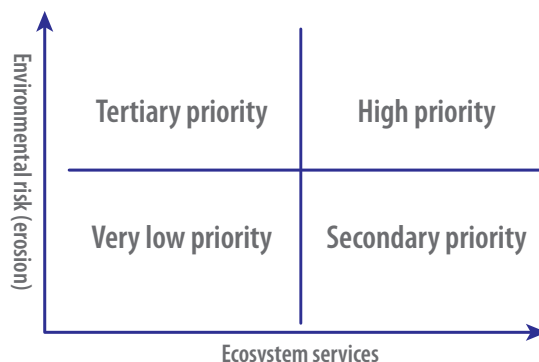 Environmental risk (erosion)
Tertiary priority
High priority
Very low priority
Secondary priority
Ecosystem services